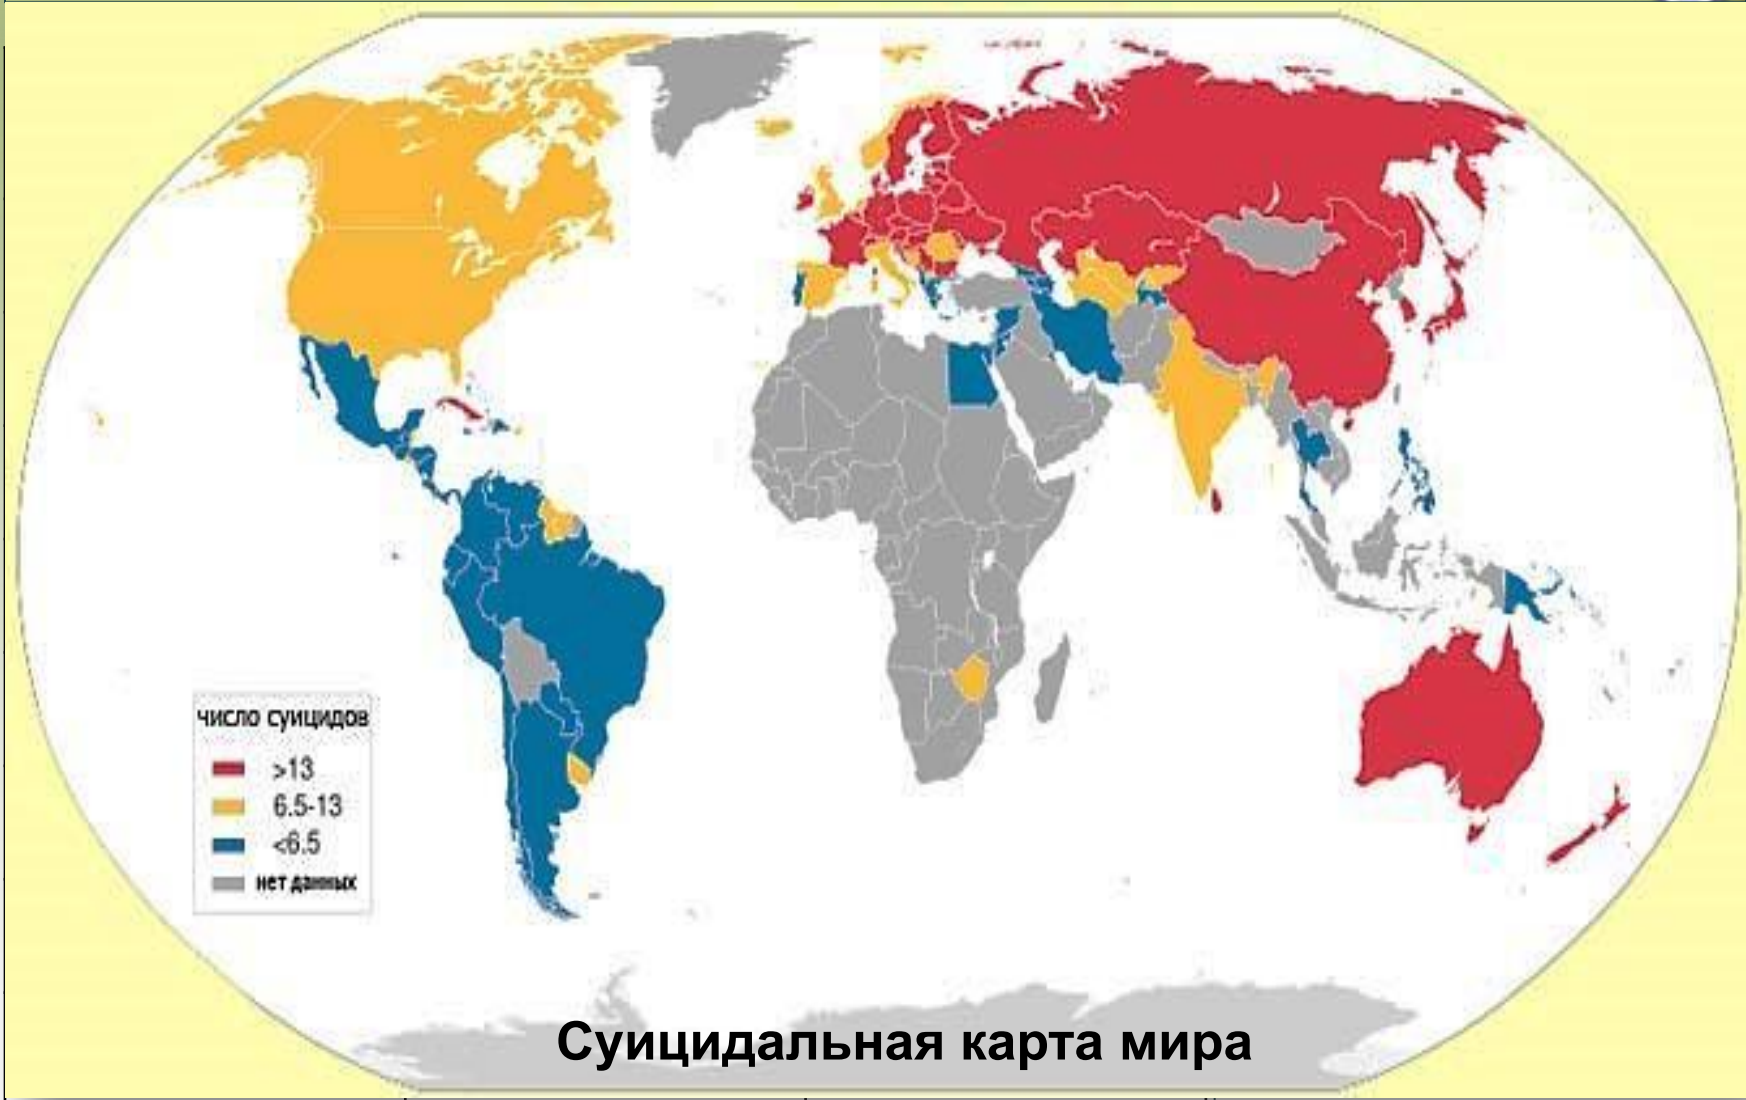 число суицидов
>13
6.5-13
<6.5
нет данных
Суицидальная карта мира